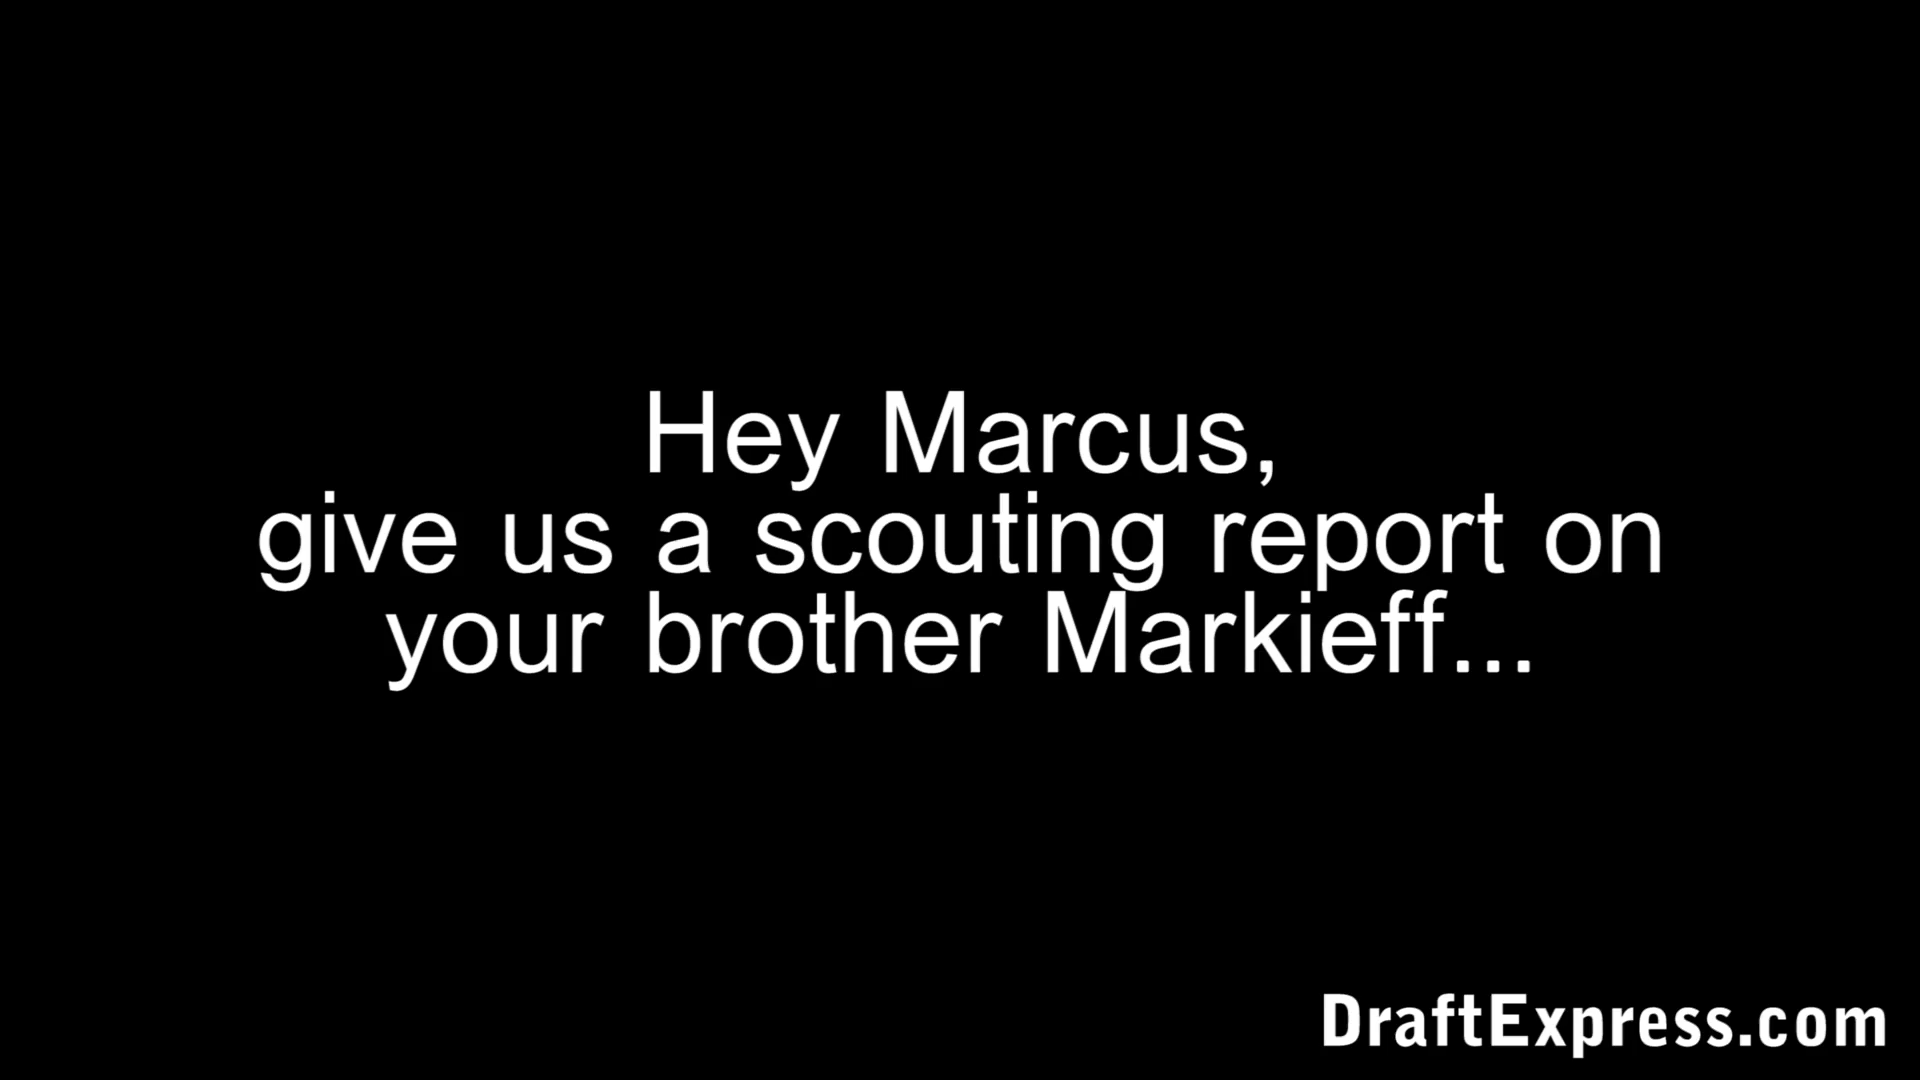 Hey Marcus,
give us a scouting report on
your brother Markieff...
DraftExpress.com